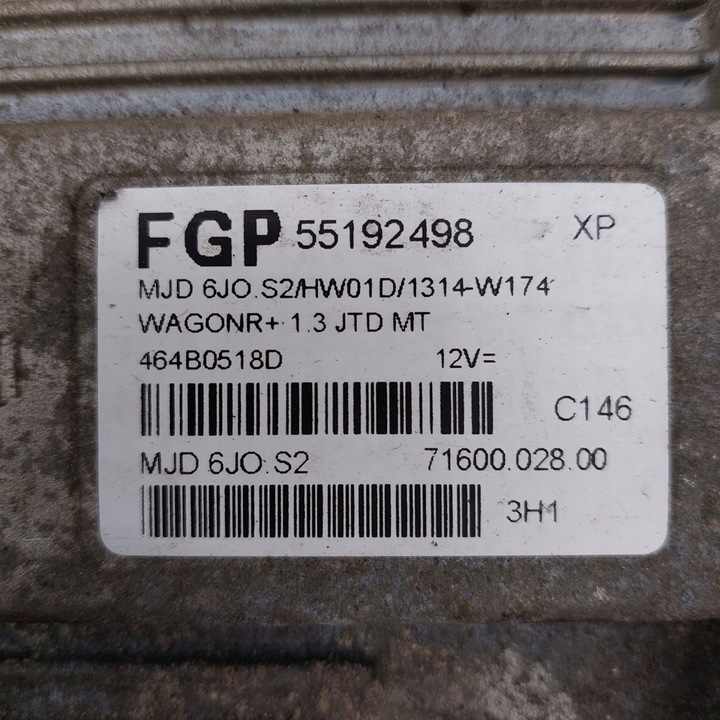 FGP 55192498 XP
MJD 6JO.S2/HW01D/1314-W174
WAGONR+ 1.3 JTD MT
464B0518D 12V=
C146
MJD 6JO.S2 71600.028.00
3H1